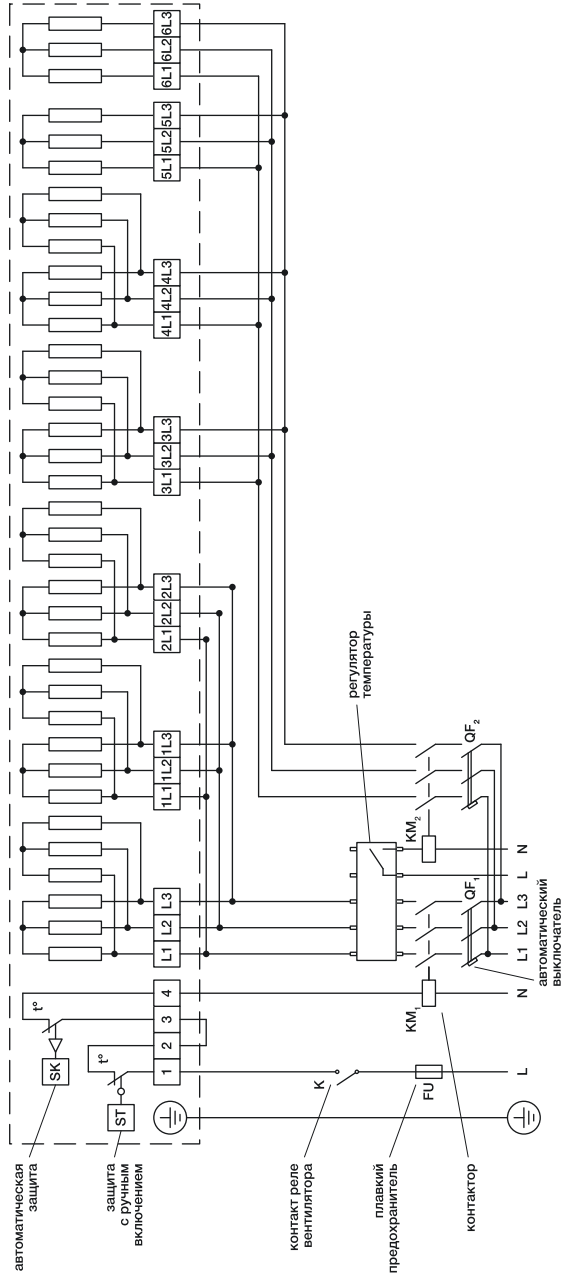 автоматическая
защита
защита
с ручным
включением
SK
t°
ST
t°
1
2
3
4
L1
L2
L3
1L1
1L2
1L3
2L1
2L2
2L3
3L1
3L2
3L3
4L1
4L2
4L3
5L1
5L2
5L3
6L1
6L2
6L3
контакт реле
вентилятора
K
плавкий
предохранитель
FU
контактор
KM1
QF1
регулятор
температуры
KM2
QF2
автоматический
выключатель
L
N
L1
L2
L3
L
N